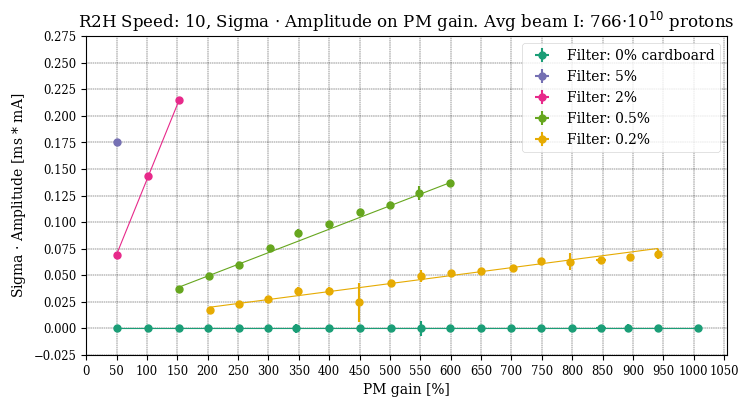 R2H Speed: 10, Sigma · Amplitude on PM gain. Avg beam I: 766·10¹⁰ protons
Sigma · Amplitude [ms * mA]
0.275
0.250
0.225
0.200
0.175
0.150
0.125
0.100
0.075
0.050
0.025
0.000
−0.025
Filter: 0% cardboard
Filter: 5%
Filter: 2%
Filter: 0.5%
Filter: 0.2%
0 50 100 150 200 250 300 350 400 450 500 550 600 650 700 750 800 850 900 950 1000 1050
PM gain [%]